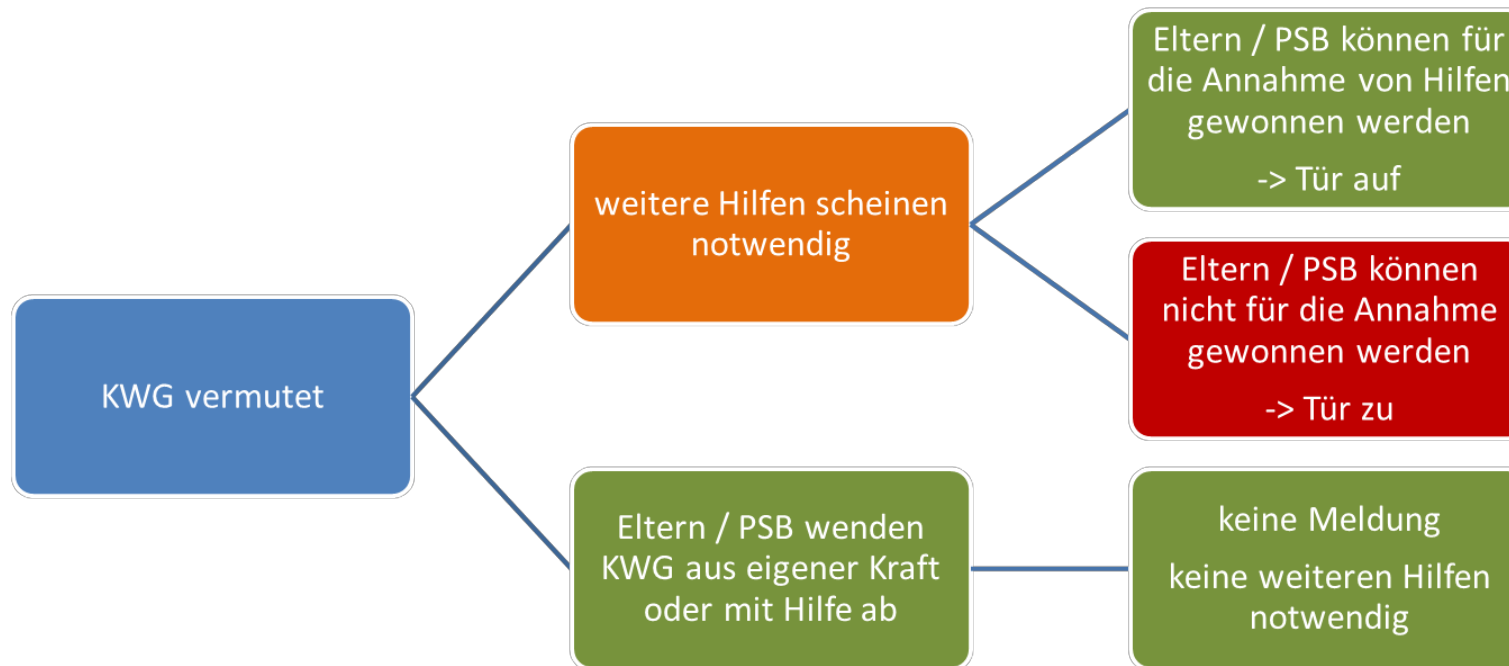 KWG vermutet
weitere Hilfen scheinen
notwendig
Eltern / PSB können für
die Annahme von Hilfen
gewonnen werden
-> Tür auf
Eltern / PSB können
nicht für die Annahme
gewonnen werden
-> Tür zu
Eltern / PSB wenden
KWG aus eigener Kraft
oder mit Hilfe ab
keine Meldung
keine weiteren Hilfen
notwendig